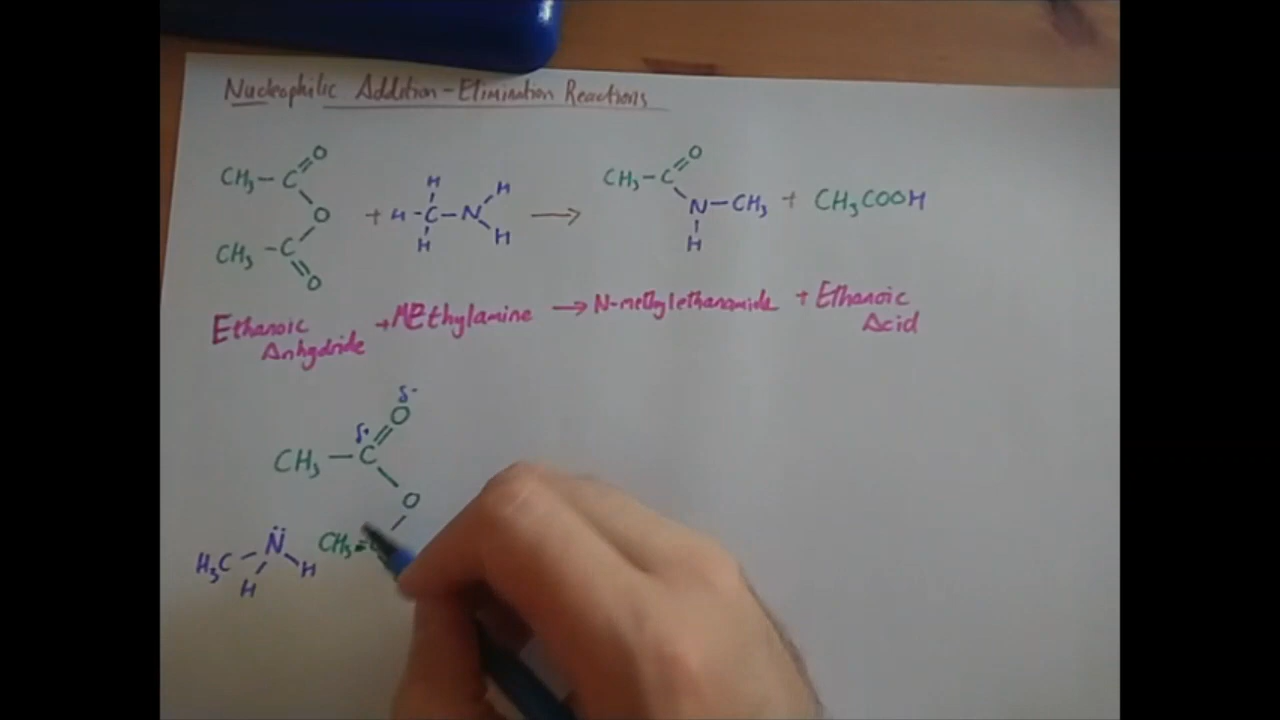 Nucleophilic Addition-Elimination Reactions
CH3-C=O
O
CH3-C=O
+ H-C-N
H H
H H
→
CH3-C=O
N-CH3
H
+ CH3COOH
Ethanoic Anhydride + Methylamine → N-methylethanamide + Ethanoic Acid
δ-
O
δ+
CH3-C
O
CH3-
H3C-N̈-H
H